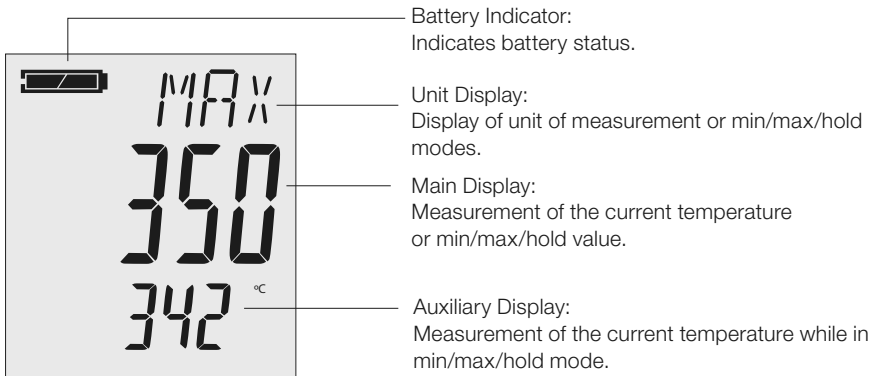 Battery Indicator:
Indicates battery status.
MAX
Unit Display:
Display of unit of measurement or min/max/hold
modes.
350
Main Display:
Measurement of the current temperature
or min/max/hold value.
342 °C
Auxiliary Display:
Measurement of the current temperature while in
min/max/hold mode.